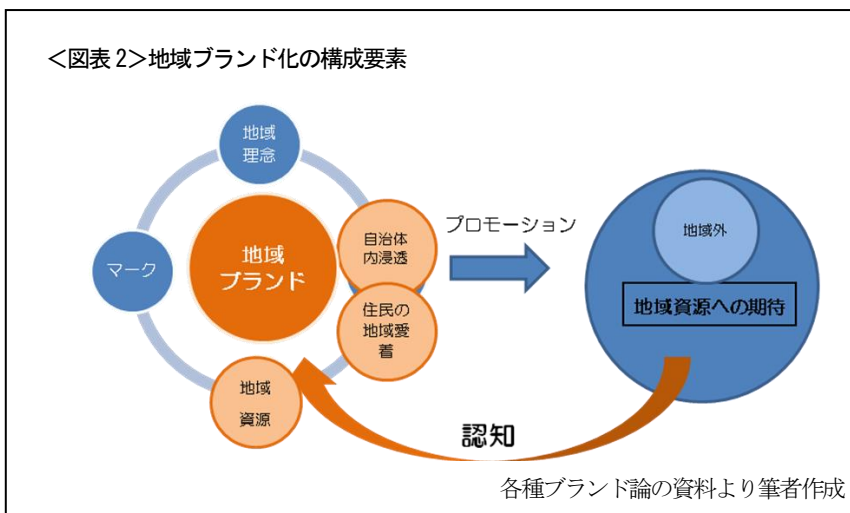 ＜図表 2＞地域ブランド化の構成要素
地域
理念
マーク
地域
ブランド
自治体
内浸透
住民の
地域愛
着
地域
資源
プロモーション
地域外
地域資源への期待
認知
各種ブランド論の資料より筆者作成